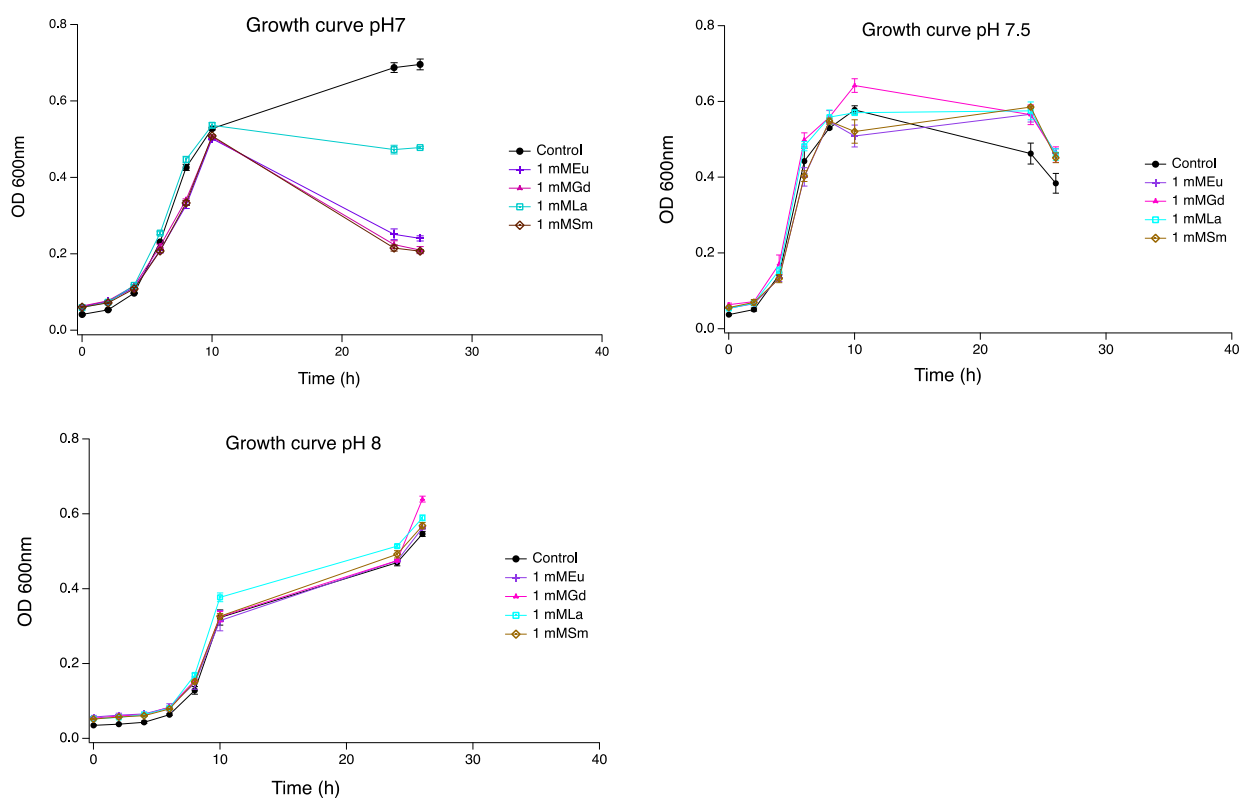 Growth curve pH7
0.8
0.6
0.4
0.2
0.0
OD 600nm
0
10
20
30
40
Time (h)
Control
1 mMEu
1 mMGd
1 mMLa
1 mMSm
Growth curve pH 7.5
0.8
0.6
0.4
0.2
0.0
OD 600nm
0
10
20
30
40
Time (h)
Control
1 mMEu
1 mMGd
1 mMLa
1 mMSm
Growth curve pH 8
0.8
0.6
0.4
0.2
0.0
OD 600nm
0
10
20
30
40
Time (h)
Control
1 mMEu
1 mMGd
1 mMLa
1 mMSm